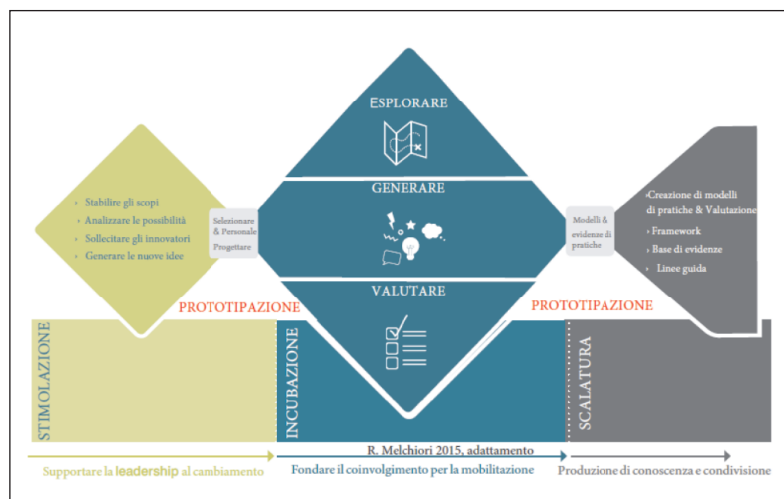 ESPLORARE
Stabilire gli scopi
Analizzare le possibilità
Sollecitare gli innovatori
Generare le nuove idee
Selezionare
& Personale
Progettare
GENERARE
Modelli &
evidenze di
pratiche
Creazione di modelli
di pratiche & Valutazione
Framework
Base di evidenze
Linee guida
VALUTARE
PROTOTIPAZIONE
PROTOTIPAZIONE
STIMOLAZIONE
INCUBAZIONE
SCALATURA
R. Melchiori 2015, adattamento
Supportare la leadership al cambiamento
Fondare il coinvolgimento per la mobilitazione
Produzione di conoscenza e condivisione